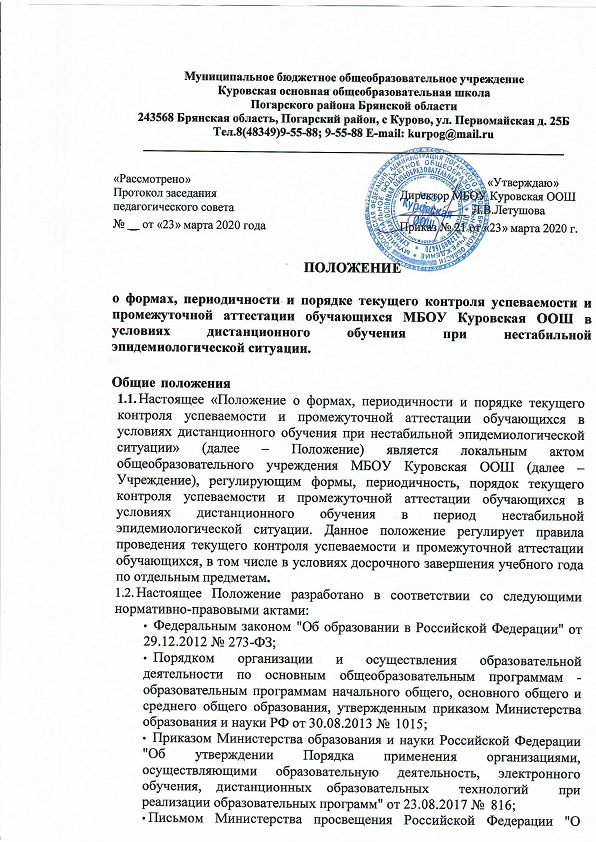 Муниципальное бюджетное общеобразовательное учреждение
Куровская основная общеобразовательная школа
Погарского района Брянской области
243568 Брянская область, Погарский район, с Курово, ул. Первомайская д. 25Б
Тел.8(48349)9-55-88; 9-55-88 E-mail: kurpog@mail.ru
«Рассмотрено»
Протокол заседания
педагогического совета
№ __ от «23» марта 2020 года
«Утверждаю»
Директор МБОУ Куровская ООШ
Л.В.Летушова
Приказ № 21 от «23» марта 2020 г.
Куровская
ООШ
ПОЛОЖЕНИЕ
о формах, периодичности и порядке текущего контроля успеваемости и
промежуточной аттестации обучающихся МБОУ Куровская ООШ в
условиях дистанционного обучения при нестабильной
эпидемиологической ситуации.
Общие положения
1.1. Настоящее «Положение о формах, периодичности и порядке текущего
контроля успеваемости и промежуточной аттестации обучающихся в
условиях дистанционного обучения при нестабильной эпидемиологической
ситуации» (далее – Положение) является локальным актом
общеобразовательного учреждения МБОУ Куровская ООШ (далее –
Учреждение), регулирующим формы, периодичность, порядок текущего
контроля успеваемости и промежуточной аттестации обучающихся в
условиях дистанционного обучения в период нестабильной
эпидемиологической ситуации. Данное положение регулирует правила
проведения текущего контроля успеваемости и промежуточной аттестации
обучающихся, в том числе в условиях досрочного завершения учебного года
по отдельным предметам.
1.2. Настоящее Положение разработано в соответствии со следующими
нормативно-правовыми актами:
• Федеральным законом "Об образовании в Российской Федерации" от
29.12.2012 № 273-ФЗ;
• Порядком организации и осуществления образовательной
деятельности по основным общеобразовательным программам -
образовательным программам начального общего, основного общего и
среднего общего образования, утвержденным приказом Министерства
образования и науки РФ от 30.08.2013 № 1015;
• Приказом Министерства образования и науки Российской Федерации
"Об утверждении Порядка применения организациями,
осуществляющими образовательную деятельность, электронного
обучения, дистанционных образовательных технологий при
реализации образовательных программ" от 23.08.2017 № 816;
• Письмом Министерства просвещения Российской Федерации "О